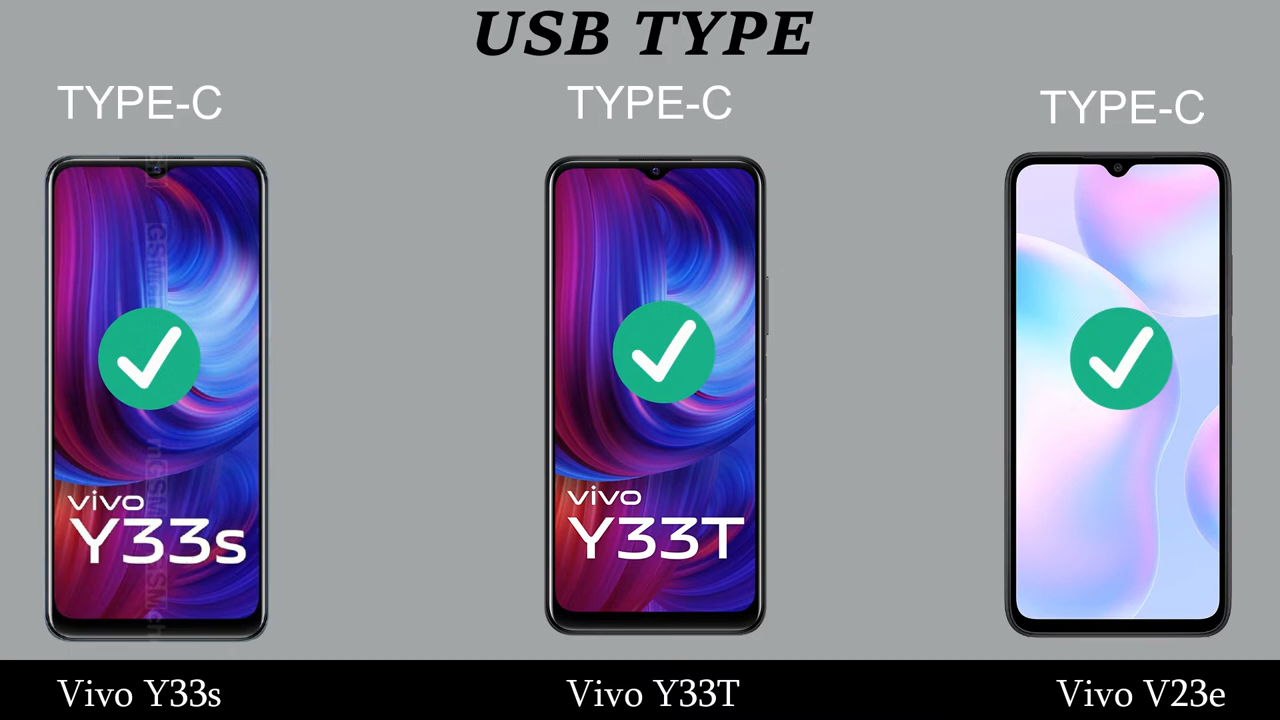 USB TYPE
TYPE-C
TYPE-C
TYPE-C
vivo
Y33s
vivo
Y33T
Vivo Y33s
Vivo Y33T
Vivo V23e